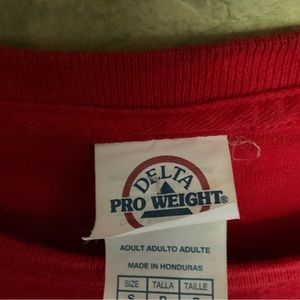 DELTA
PRO WEIGHT®
ADULT ADULTO ADULTE
MADE IN HONDURAS
SIZE TALLA TAILLE
S P P